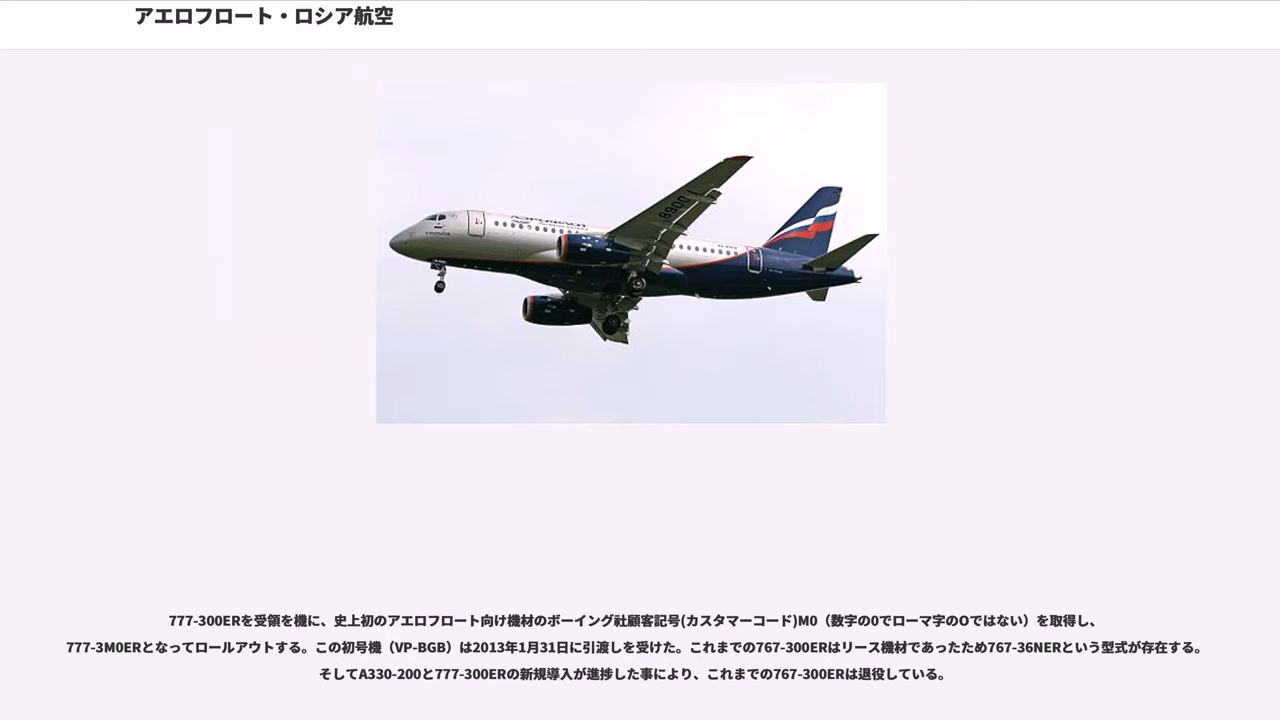 アエロフロート・ロシア航空
777-300ERを受領を機に、史上初のアエロフロート向け機材のボーイング社顧客記号(カスタマーコード)M0（数字の0でローマ字のOではない）を取得し、
777-3M0ERとなってロールアウトする。この初号機（VP-BGB）は2013年1月31日に引渡しを受けた。これまでの767-300ERはリース機材であったため767-36NERという型式が存在する。
そしてA330-200と777-300ERの新規導入が進捗した事により、これまでの767-300ERは退役している。